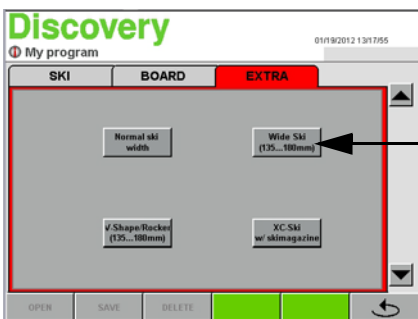 Discovery
01/19/2012 13/17/55
My program
SKI BOARD EXTRA
Normal ski
width
Wide Ski
(135...180mm)
V-Shape/Rocker
(135...180mm)
XC-Ski
w/ skimagazine
OPEN SAVE DELETE